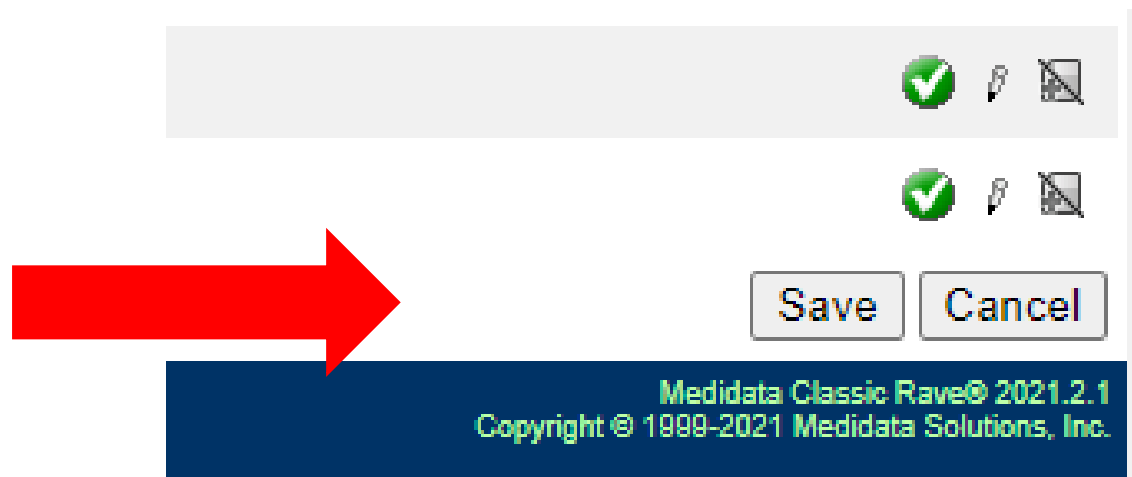 Save Cancel
Medidata Classic Rave® 2021.2.1
Copyright © 1999-2021 Medidata Solutions, Inc.